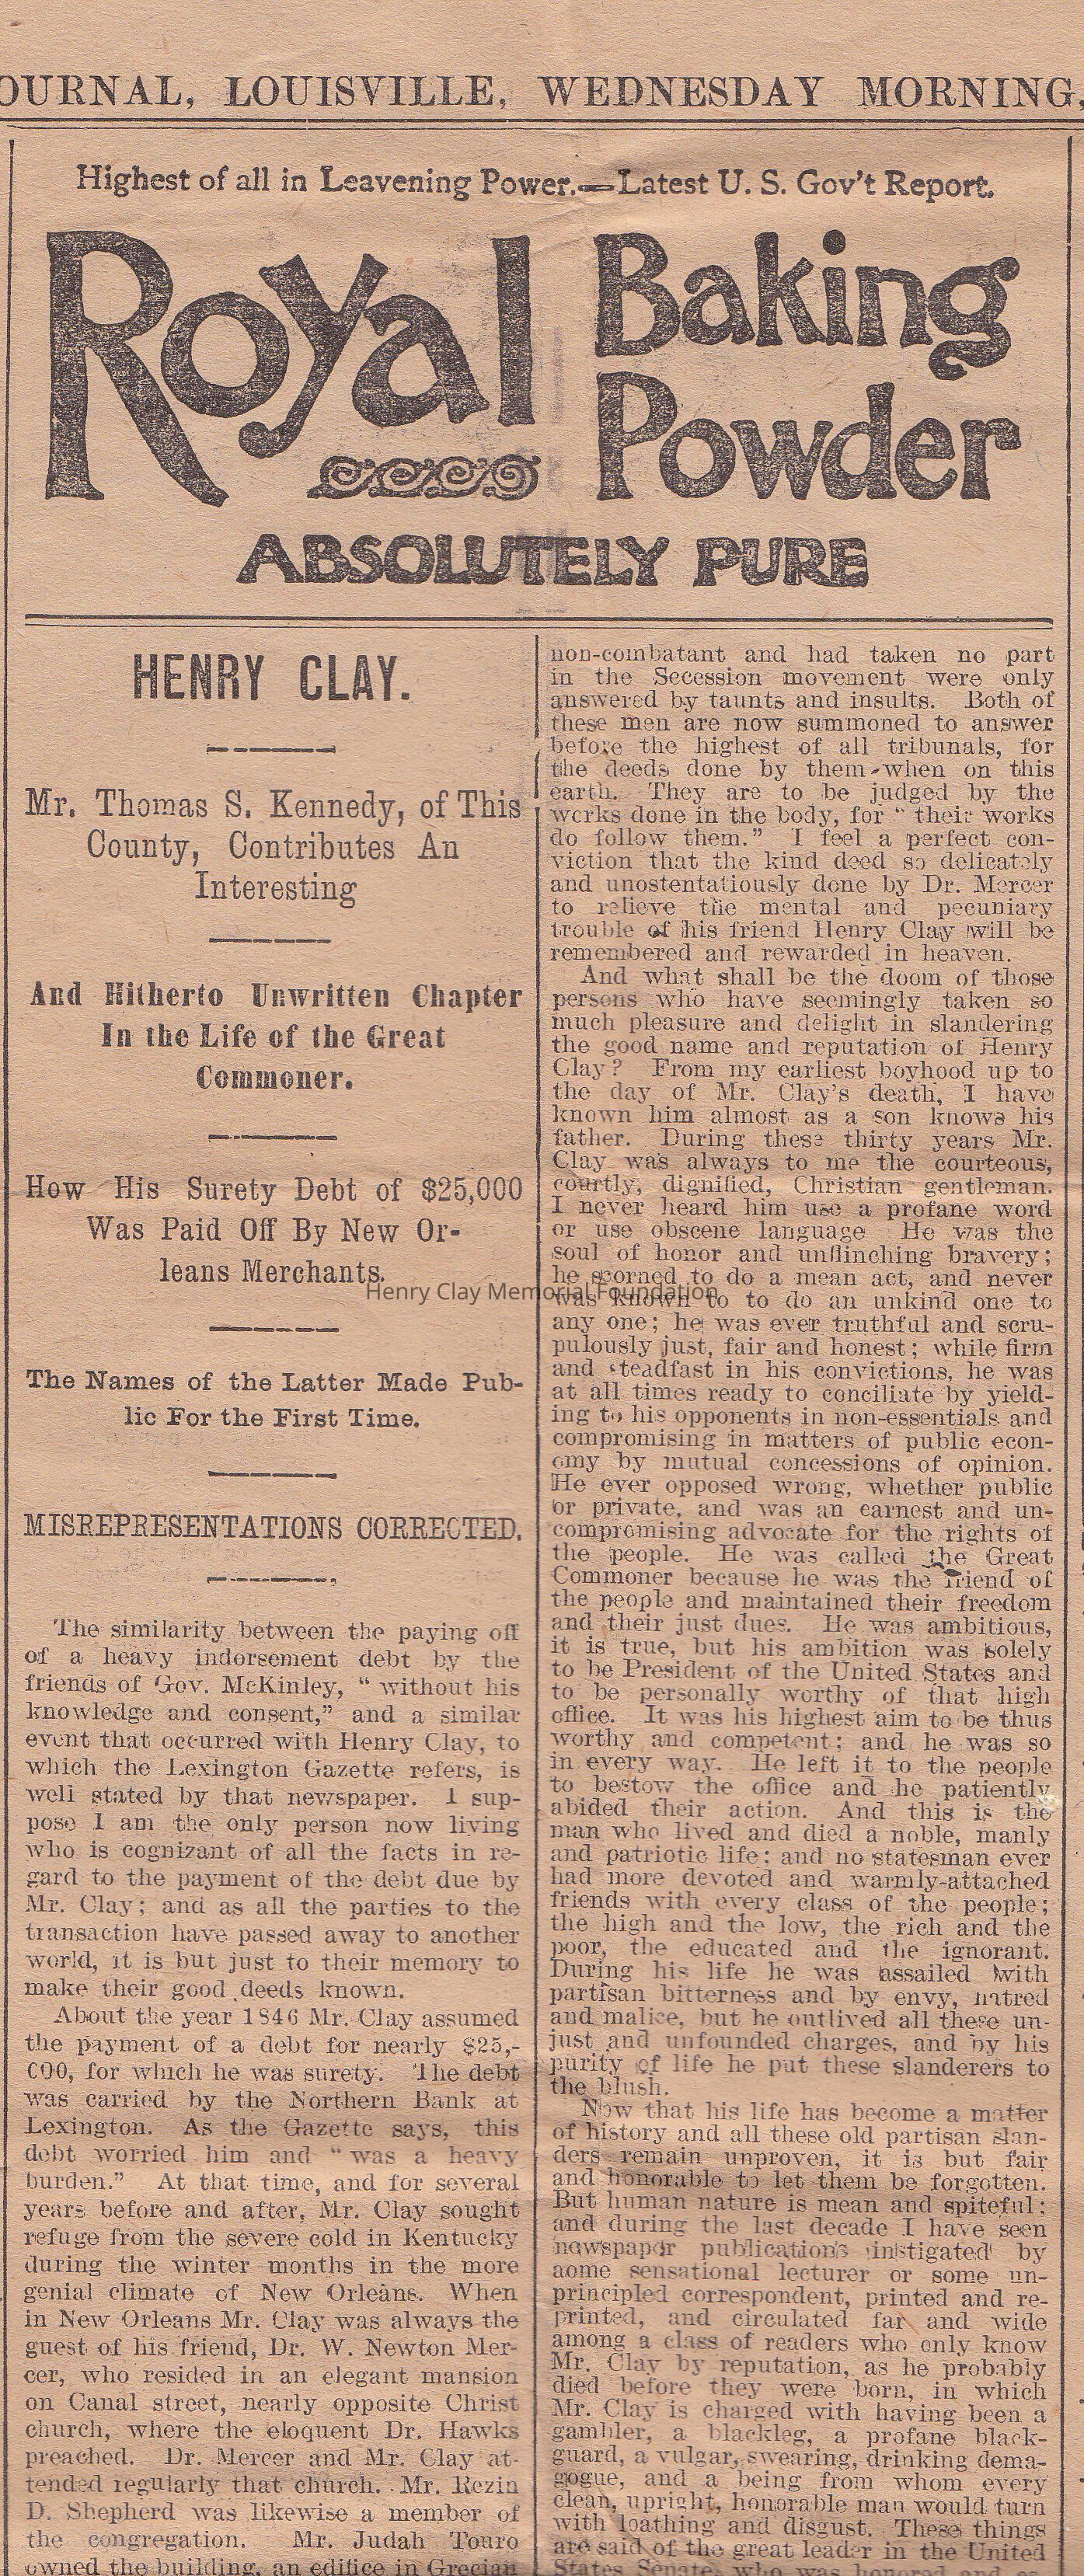 OURNAL, LOUISVILLE, WEDNESDAY MORNING,
Highest of all in Leavening Power.—Latest U. S. Gov't Report.
Royal Baking
Powder
ABSOLUTELY PURE
HENRY CLAY.
Mr. Thomas S. Kennedy, of This
County, Contributes An
Interesting
And Hitherto Unwritten Chapter
In the Life of the Great
Commoner.
How His Surety Debt of $25,000
Was Paid Off By New Or-
leans Merchants.
The Names of the Latter Made Pub-
lic For the First Time.
MISREPRESENTATIONS CORRECTED.
The similarity between the paying off
of a heavy indorsement debt by the
friends of Gov. McKinley, “ without his
knowledge and consent,” and a similar
event that occurred with Henry Clay, to
which the Lexington Gazette refers, is
well stated by that newspaper. I sup-
pose I am the only person now living
who is cognizant of all the facts in re-
gard to the payment of the debt due by
Mr. Clay; and as all the parties to the
transaction have passed away to another
world, it is but just to their memory to
make their good deeds known.
About the year 1846 Mr. Clay assumed
the payment of a debt for nearly $25,-
000, for which he was surety. The debt
was carried by the Northern Bank at
Lexington. As the Gazette says, this
debt worried him and “ was a heavy
burden.” At that time, and for several
years before and after, Mr. Clay sought
refuge from the severe cold in Kentucky
during the winter months in the more
genial climate of New Orleans. When
in New Orleans Mr. Clay was always the
guest of his friend, Dr. W. Newton Mer-
cer, who resided in an elegant mansion
on Canal street, nearly opposite Christ
church, where the eloquent Dr. Hawks
preached. Dr. Mercer and Mr. Clay at-
tended regularly that church. Mr. Rezin
D. Shepherd was likewise a member of
the congregation. Mr. Judah Touro
owned the building, an edifice in Grecian
non-combatant and had taken no part
in the Secession movement were only
answered by taunts and insults. Both of
these men are now summoned to answer
before the highest of all tribunals, for
the deeds done by them when on this
earth. They are to be judged by the
works done in the body, for “ their works
do follow them.” I feel a perfect con-
viction that the kind deed so delicately
and unostentatiously done by Dr. Mercer
to relieve the mental and pecuniary
trouble of his friend Henry Clay will be
remembered and rewarded in heaven.
And what shall be the doom of those
persons who have seemingly taken so
much pleasure and delight in slandering
the good name and reputation of Henry
Clay? From my earliest boyhood up to
the day of Mr. Clay's death, I have
known him almost as a son knows his
father. During these thirty years Mr.
Clay was always to me the courteous,
courtly, dignified, Christian gentleman.
I never heard him use a profane word
or use obscene language He was the
soul of honor and unflinching bravery;
he scorned to do a mean act, and never
Henry Clay Memorial Foundation
was known to to do an unkind one to
any one; he was ever truthful and scru-
pulously just, fair and honest; while firm
and steadfast in his convictions, he was
at all times ready to conciliate by yield-
ing to his opponents in non-essentials and
compromising in matters of public econ-
omy by mutual concessions of opinion.
He ever opposed wrong, whether public
or private, and was an earnest and un-
compromising advocate for the rights of
the people. He was called the Great
Commoner because he was the friend of
the people and maintained their freedom
and their just dues. He was ambitious,
it is true, but his ambition was solely
to be President of the United States and
to be personally worthy of that high
office. It was his highest aim to be thus
worthy and competent; and he was so
in every way. He left it to the people
to bestow the office and he patiently
abided their action. And this is the
man who lived and died a noble, manly
and patriotic life; and no statesman ever
had more devoted and warmly-attached
friends with every class of the people;
the high and the low, the rich and the
poor, the educated and the ignorant.
During his life he was assailed with
partisan bitterness and by envy, hatred
and malice, but he outlived all these un-
just and unfounded charges, and by his
purity of life he put these slanderers to
the blush.
Now that his life has become a matter
of history and all these old partisan slan-
ders remain unproven, it is but fair
and honorable to let them be forgotten.
But human nature is mean and spiteful;
and during the last decade I have seen
newspaper publications instigated by
aome sensational lecturer or some un-
principled correspondent, printed and re-
printed, and circulated far and wide
among a class of readers who only know
Mr. Clay by reputation, as he probably
died before they were born, in which
Mr. Clay is charged with having been a
gambler, a blackleg, a profane black-
guard, a vulgar, swearing, drinking dema-
gogue, and a being from whom every
clean, upright, honorable man would turn
with loathing and disgust. These things
are said of the great leader in the United
States Senate, who was honored